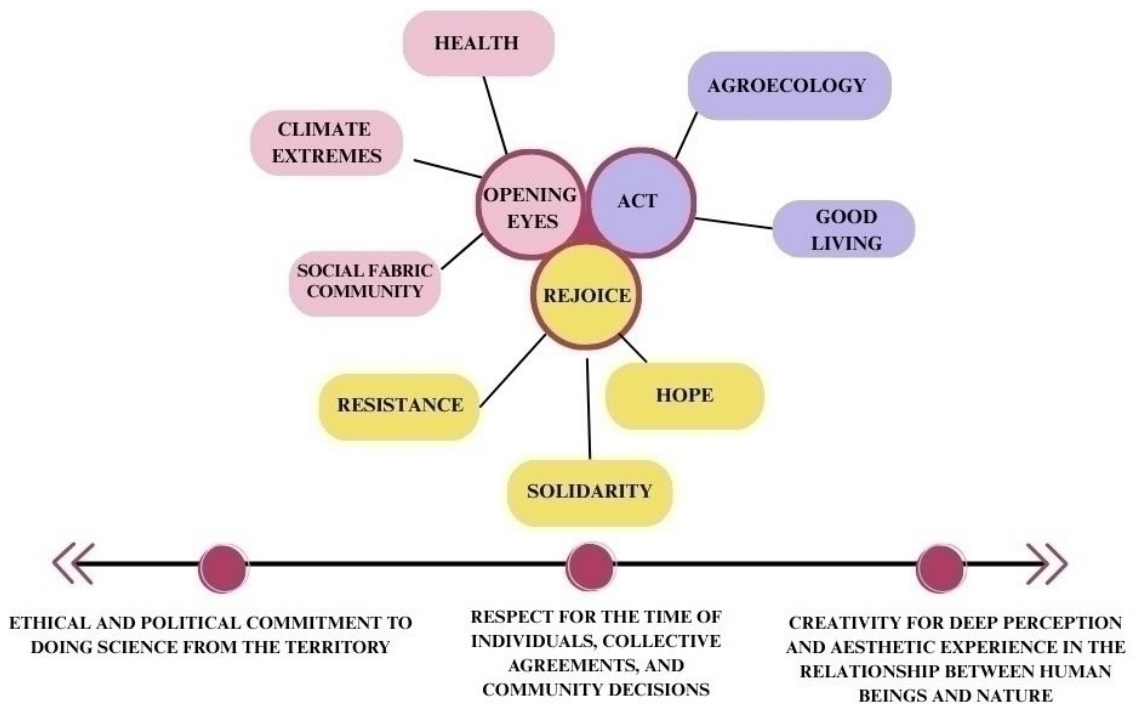 HEALTH
AGROECOLOGY
CLIMATE
EXTREMES
OPENING
EYES
ACT
GOOD
LIVING
SOCIAL FABRIC
COMMUNITY
REJOICE
RESISTANCE
HOPE
SOLIDARITY
ETHICAL AND POLITICAL COMMITMENT TO
DOING SCIENCE FROM THE TERRITORY
RESPECT FOR THE TIME OF
INDIVIDUALS, COLLECTIVE
AGREEMENTS, AND
COMMUNITY DECISIONS
CREATIVITY FOR DEEP PERCEPTION
AND AESTHETIC EXPERIENCE IN THE
RELATIONSHIP BETWEEN HUMAN
BEINGS AND NATURE